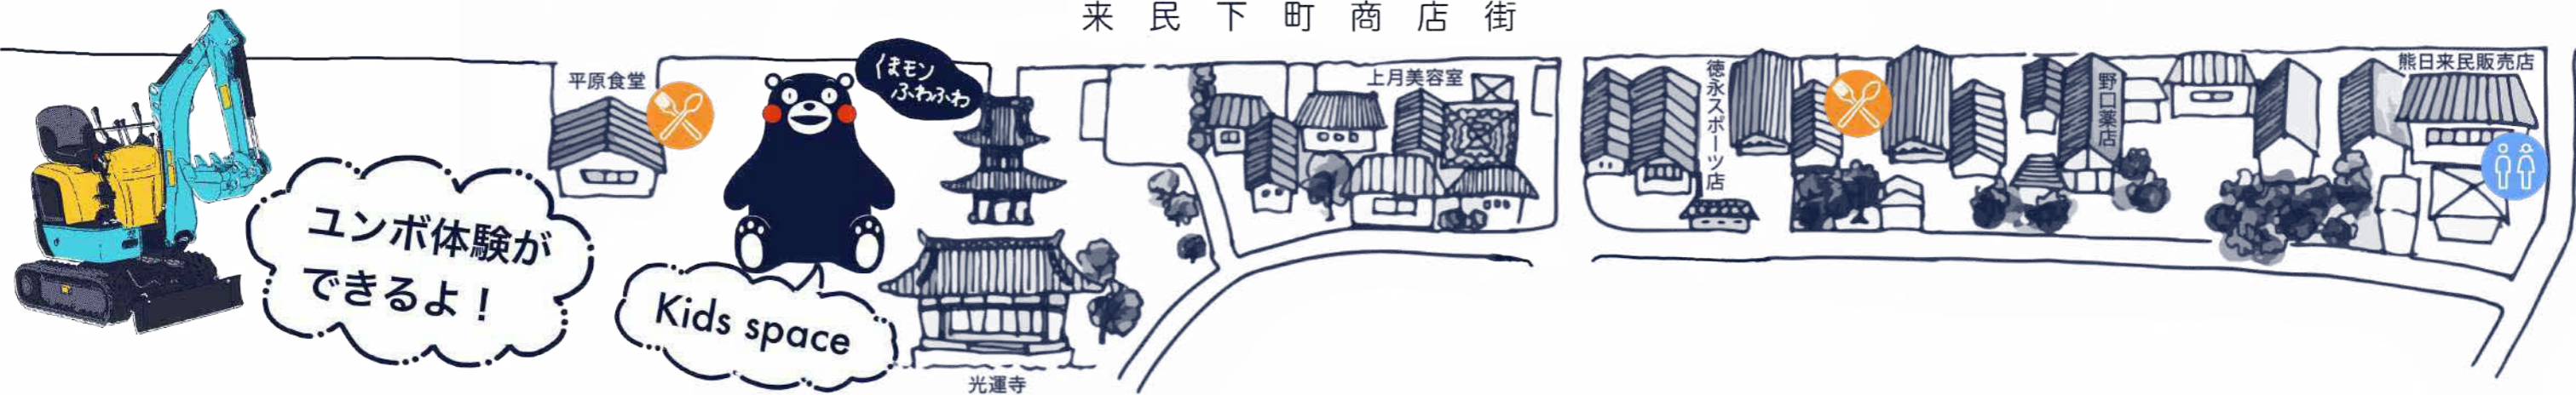 来民下町商店街
平原食堂
くまモン
ふわふわ
上月美容室
徳永スポーツ店
野口薬店
熊日来民販売店
ユンボ体験が
できるよ！
Kids space
光運寺